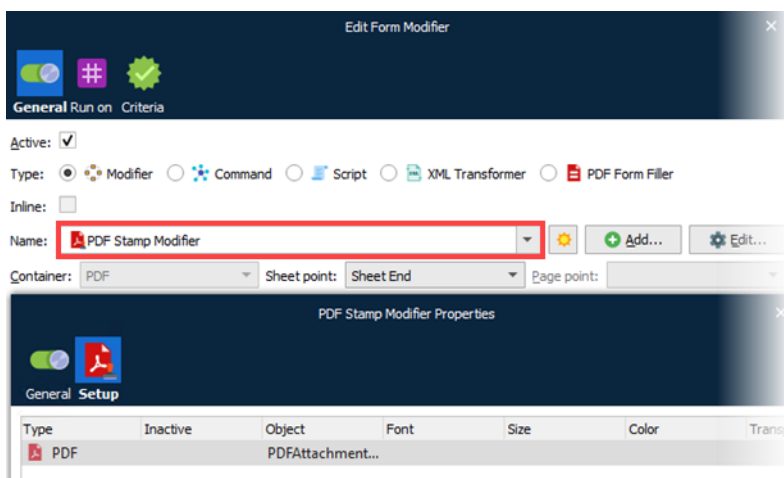 Edit Form Modifier
General Run on Criteria
Active:
Type: Modifier Command Script XML Transformer PDF Form Filler
Inline:
Name: PDF Stamp Modifier Add... Edit...
Container: PDF Sheet point: Sheet End Page point:
PDF Stamp Modifier Properties
General Setup
Type Inactive Object Font Size Color Trans
PDF PDFAttachment...